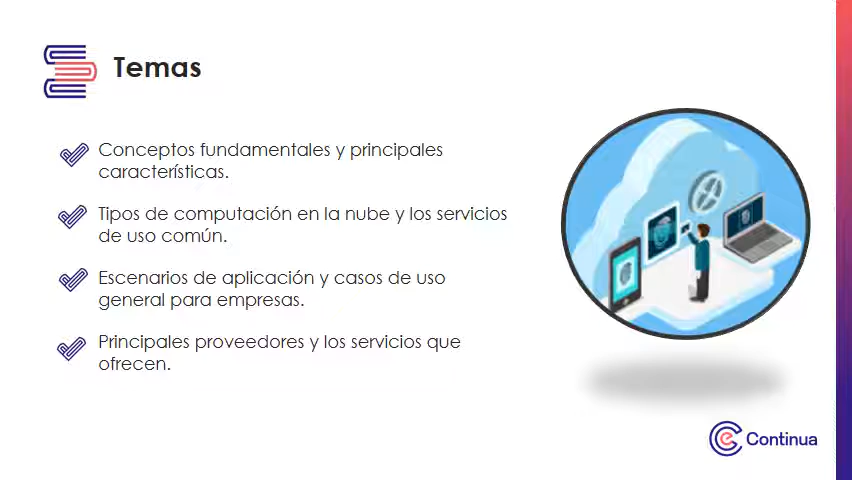 Temas
Conceptos fundamentales y principales
características.
Tipos de computación en la nube y los servicios
de uso común.
Escenarios de aplicación y casos de uso
general para empresas.
Principales proveedores y los servicios que
ofrecen.
Continua